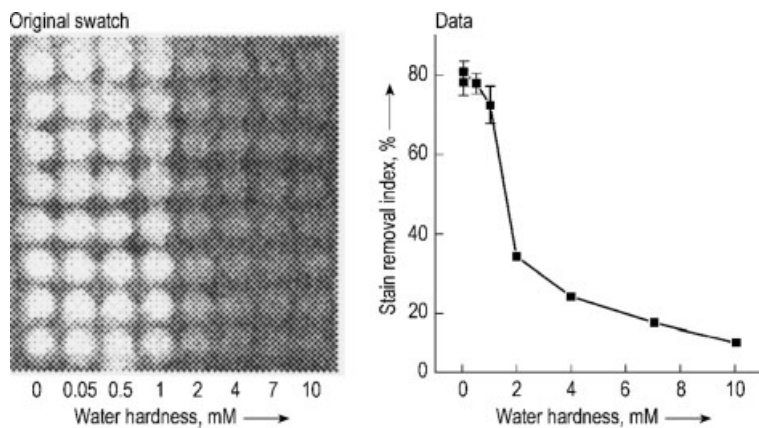 Original swatch
0 0.05 0.5 1 2 4 7 10
Water hardness, mM
Data
Stain removal index, %
80
60
40
20
0
0 2 4 6 8 10
Water hardness, mM